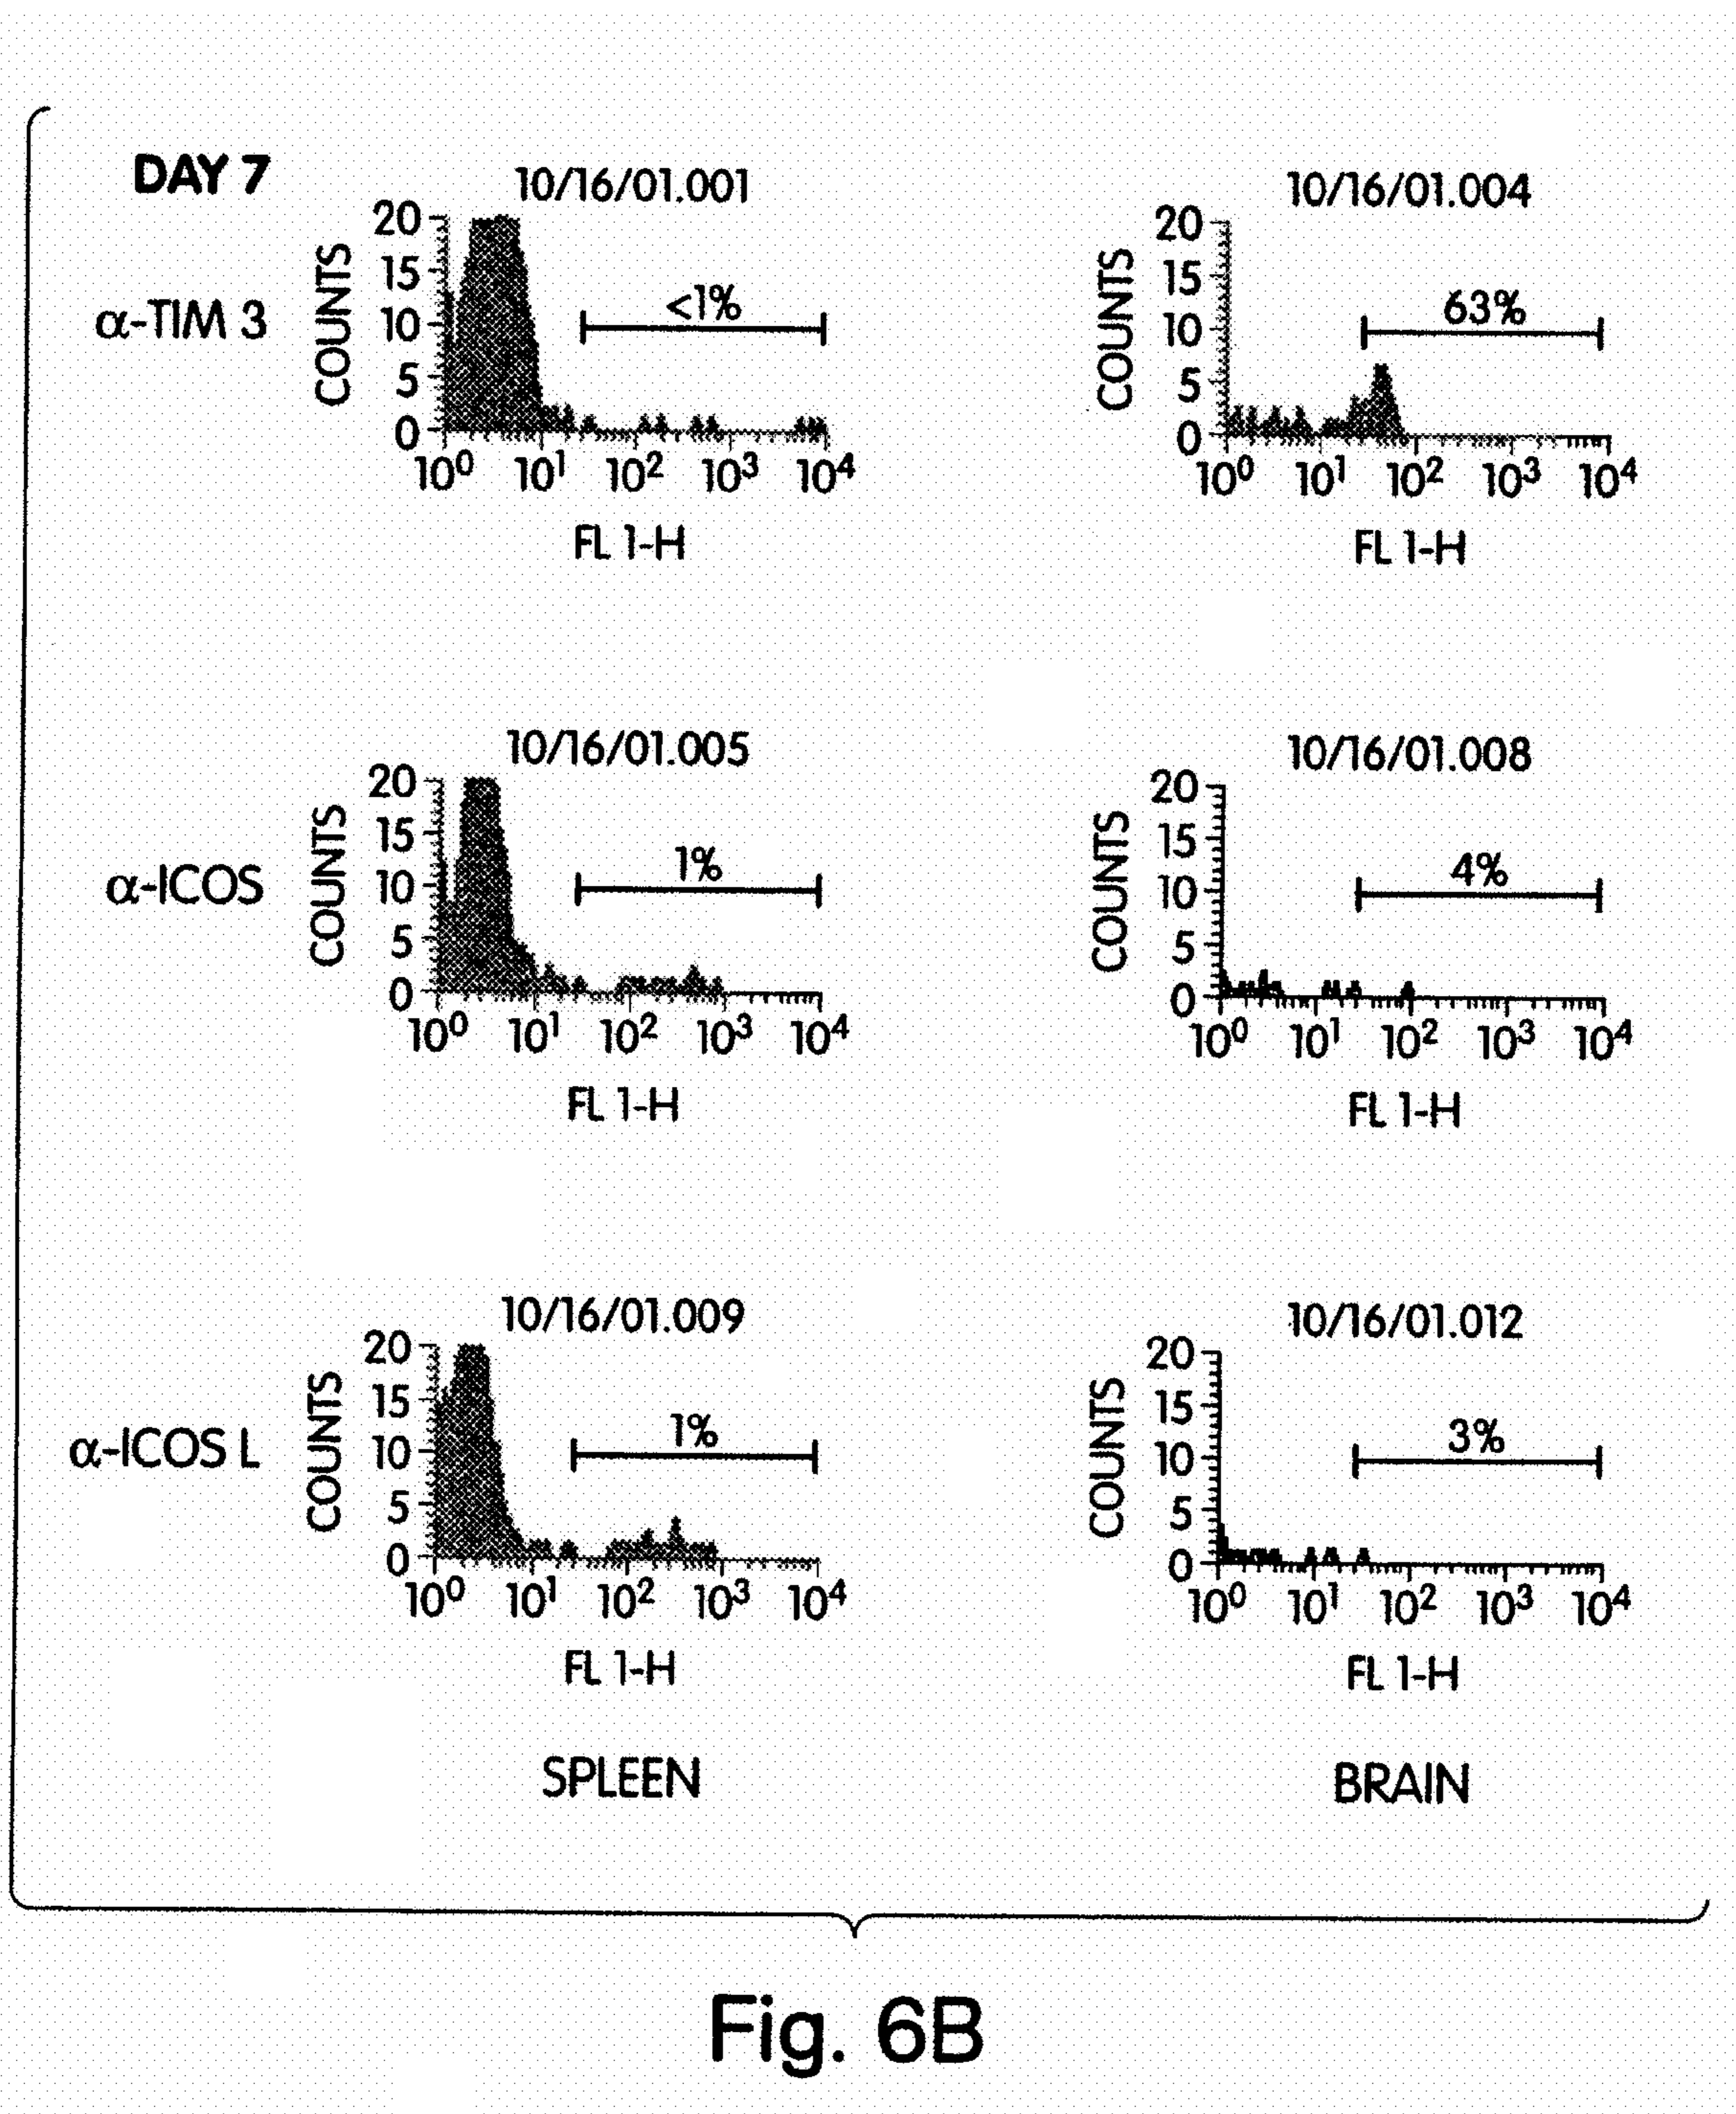 DAY 7
10/16/01.001
10/16/01.004
α-TIM 3
COUNTS
20
15
10
5
0
<1%
10⁰ 10¹ 10² 10³ 10⁴
FL 1-H
COUNTS
20
15
10
5
0
63%
10⁰ 10¹ 10² 10³ 10⁴
FL 1-H
10/16/01.005
10/16/01.008
α-ICOS
COUNTS
20
15
10
5
0
1%
10⁰ 10¹ 10² 10³ 10⁴
FL 1-H
COUNTS
20
15
10
5
0
4%
10⁰ 10¹ 10² 10³ 10⁴
FL 1-H
10/16/01.009
10/16/01.012
α-ICOS L
COUNTS
20
15
10
5
0
1%
10⁰ 10¹ 10² 10³ 10⁴
FL 1-H
COUNTS
20
15
10
5
0
3%
10⁰ 10¹ 10² 10³ 10⁴
FL 1-H
SPLEEN
BRAIN
Fig. 6B